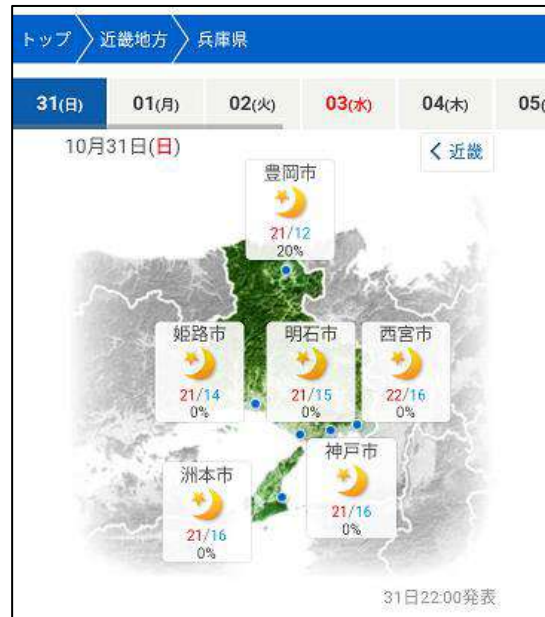 トップ 近畿地方 兵庫県
31(日) 01(月) 02(火) 03(水) 04(木) 05(
10月31日(日)
く 近畿
豊岡市
21/12
20%
姫路市 明石市 西宮市
21/14 21/15 22/16
0% 0% 0%
洲本市
21/16
0%
神戸市
21/16
0%
31日22:00発表